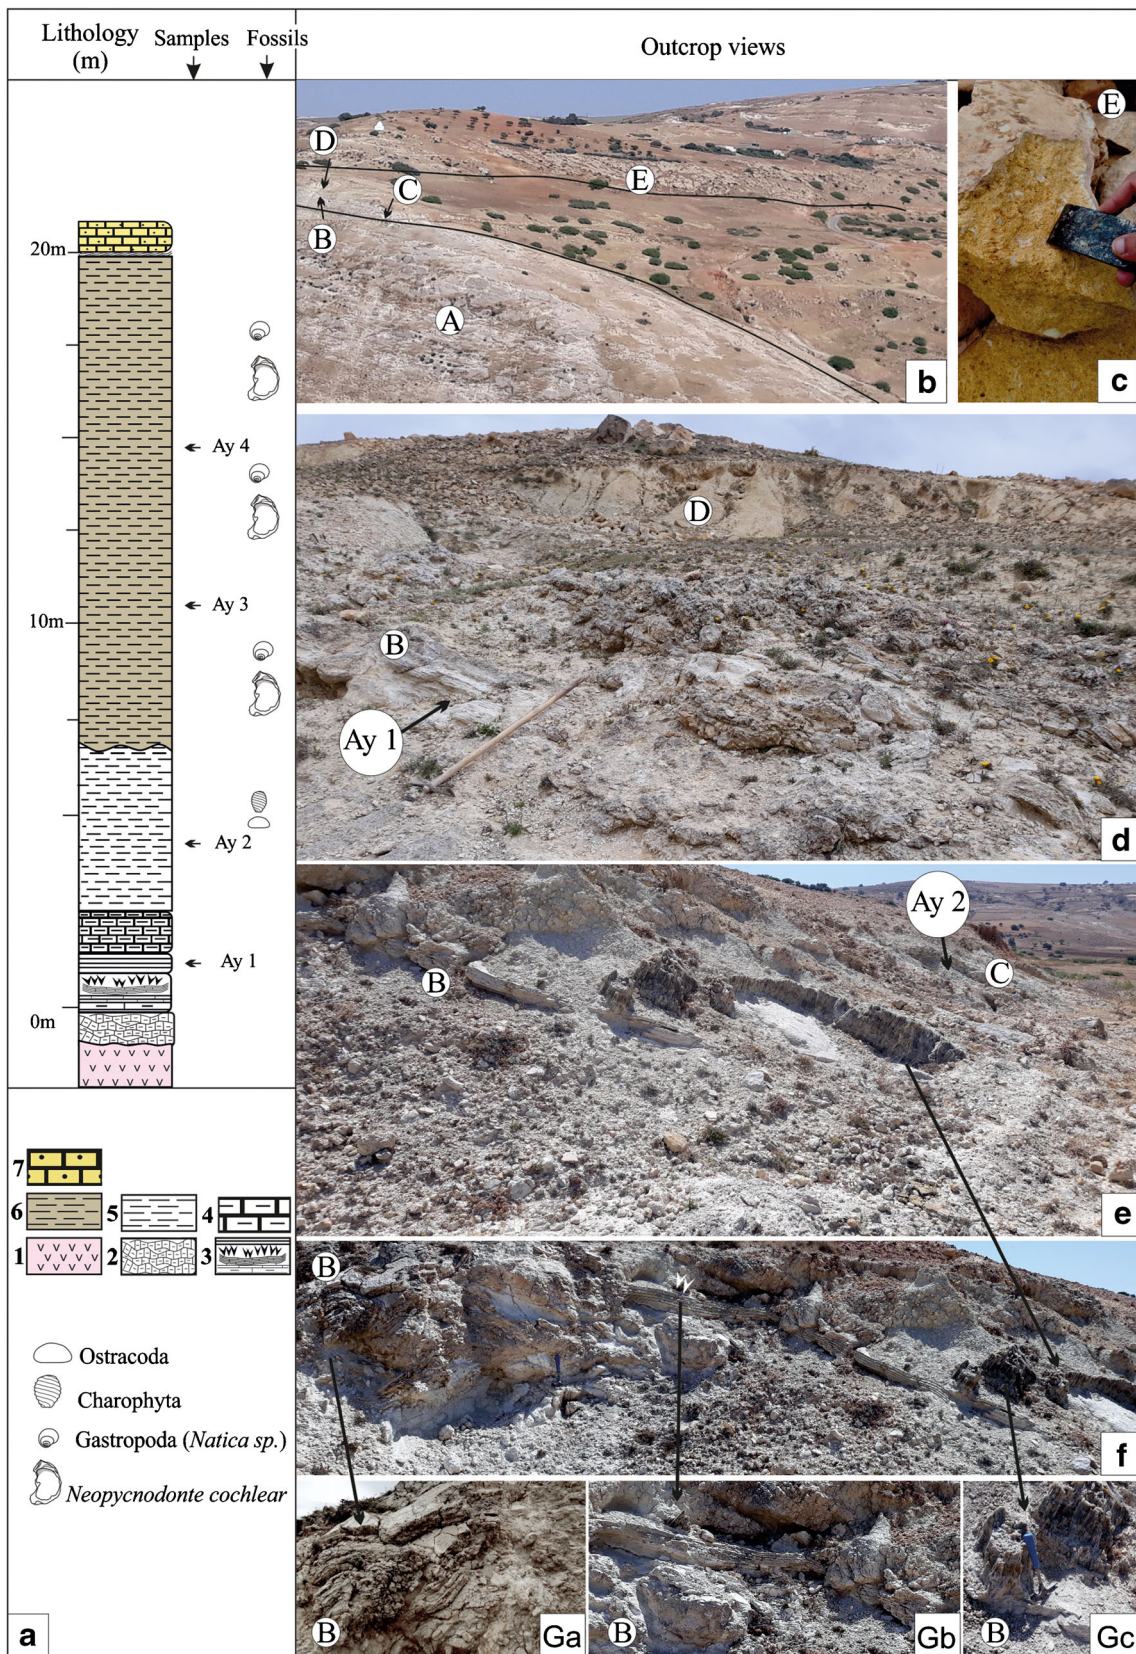 Lithology
(m)
Samples
Fossils
Outcrop views
20m
10m
0m
Ay 4
Ay 3
Ay 2
Ay 1
7
6
5
4
1
2
3
Ostracoda
Charophyta
Gastropoda (Natica sp.)
Neopycnodonte cochlear
a
D
C
E
B
A
b
E
c
D
B
Ay 1
d
Ay 2
B
C
e
B
f
B
Ga
B
Gb
B
Gc